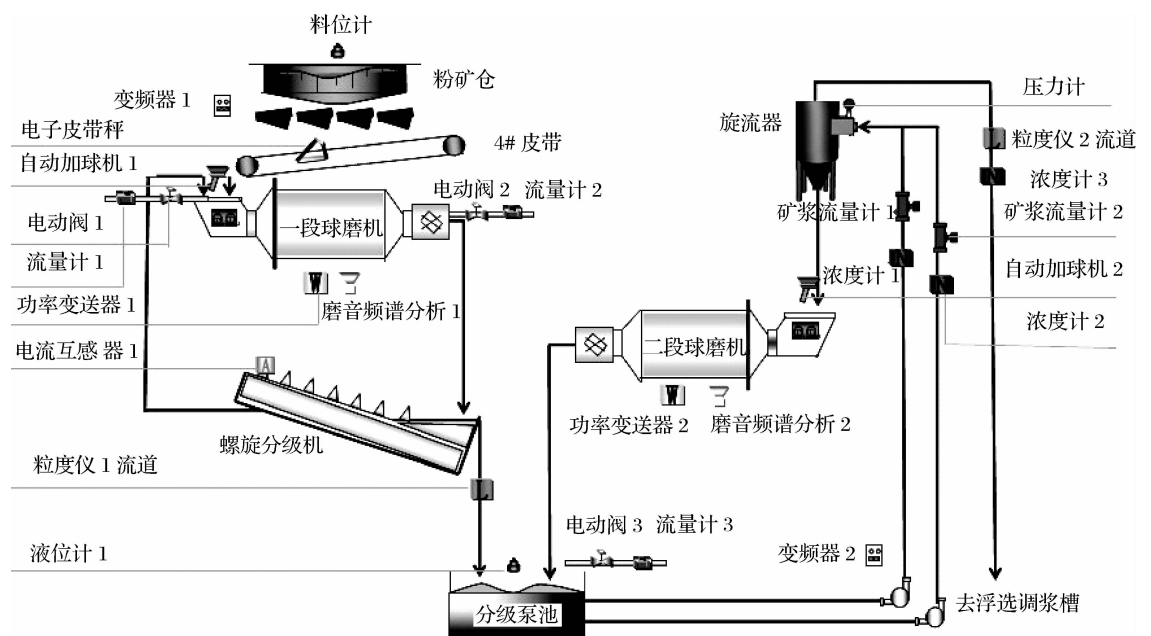 料位计
粉矿仓
变频器 1
电子皮带秤
4# 皮带
自动加球机 1
电动阀 2 流量计 2
电动阀 1
一段球磨机
流量计 1
功率变送器 1
磨音频谱分析 1
电流互感器 1
螺旋分级机
粒度仪 1 流道
液位计 1
分级泵池
压力计
旋流器
粒度仪 2 流道
浓度计 3
矿浆流量计 1
矿浆流量计 2
浓度计 1
自动加球机 2
浓度计 2
二段球磨机
功率变送器 2
磨音频谱分析 2
电动阀 3 流量计 3
变频器 2
去浮选调浆槽
W
W
A
L
L
N
N
N